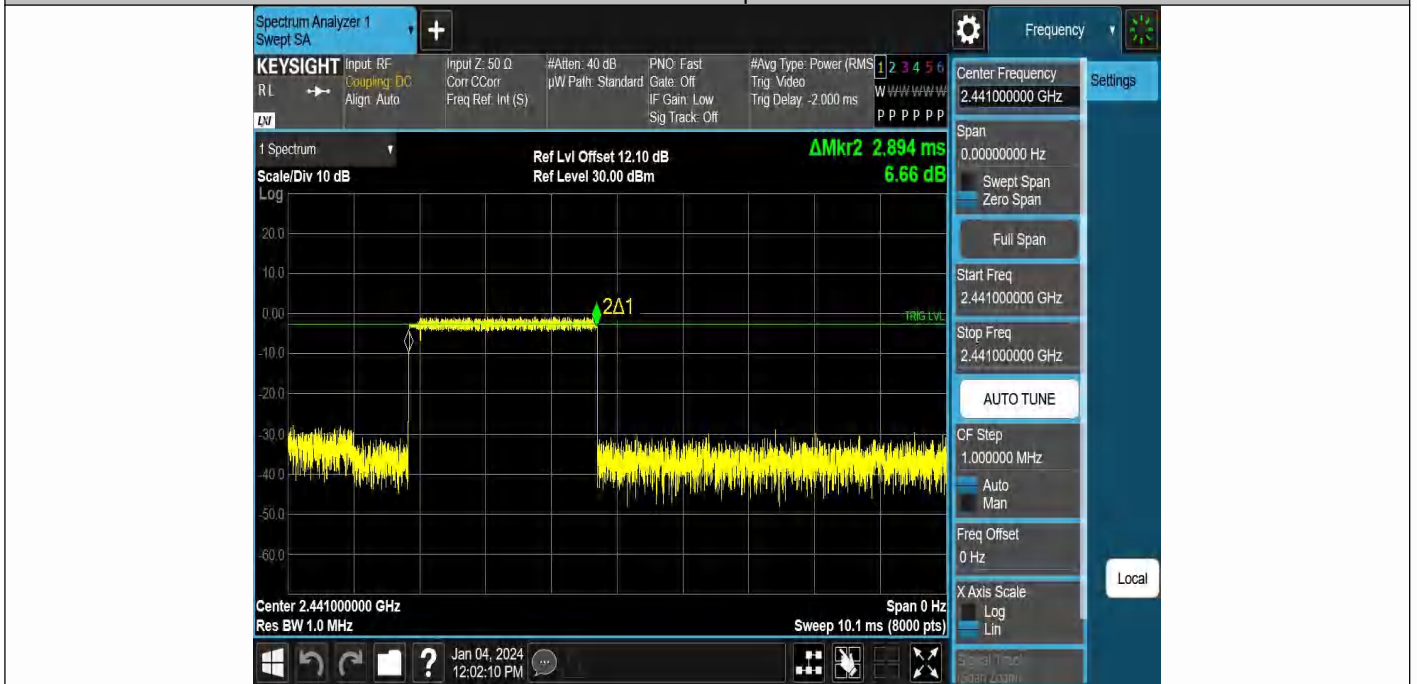 Spectrum Analyzer 1
Swept SA
+
Frequency
KEYSIGHT
RL
LXI
Input: RF
Coupling: DC
Align: Auto
Input Z: 50 Ω
Corr CCorr
Freq Ref: Int (S)
#Atten: 40 dB
µW Path: Standard
PNO: Fast
Gate: Off
IF Gain: Low
Sig Track: Off
#Avg Type: Power (RMS
Trig: Video
Trig Delay: -2.000 ms
1 2 3 4 5 6
W W W W W W
P P P P P P
Center Frequency
2.441000000 GHz
Settings
Span
0.00000000 Hz
Swept Span
Zero Span
Full Span
Start Freq
2.441000000 GHz
Stop Freq
2.441000000 GHz
AUTO TUNE
CF Step
1.000000 MHz
Auto
Man
Freq Offset
0 Hz
X Axis Scale
Log
Lin
Local
1 Spectrum
Scale/Div 10 dB
Ref Lvl Offset 12.10 dB
Ref Level 30.00 dBm
ΔMkr2 2.894 ms
6.66 dB
Log
20.0
10.0
0.00
-10.0
-20.0
-30.0
-40.0
-50.0
-60.0
2Δ1
TRIG LVL
Center 2.441000000 GHz
Res BW 1.0 MHz
Span 0 Hz
Sweep 10.1 ms (8000 pts)
?
Jan 04, 2024
12:02:10 PM